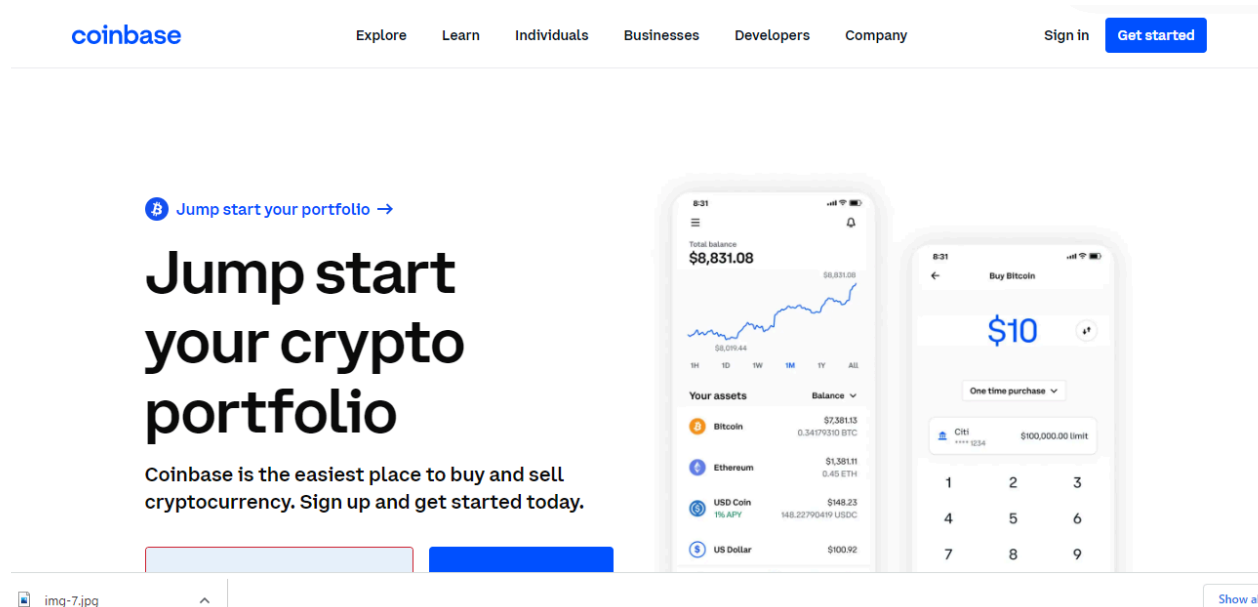 coinbase
Explore Learn Individuals Businesses Developers Company Sign in Get started
Jump start your portfolio →
Jump start
your crypto
portfolio
Coinbase is the easiest place to buy and sell
cryptocurrency. Sign up and get started today.
8:31
Total balance
$8,831.08
$8,831.08
$8,019.44
1H 1D 1W 1M 1Y All
Your assets Balance
Bitcoin $7,381.13
0.34179310 BTC
Ethereum $1,381.11
0.45 ETH
USD Coin $148.23
1% APY 148.22790419 USDC
US Dollar $100.92
8:31
Buy Bitcoin
$10
One time purchase
Citi
**** 1234 $100,000.00 limit
1 2 3
4 5 6
7 8 9
img-7.jpg